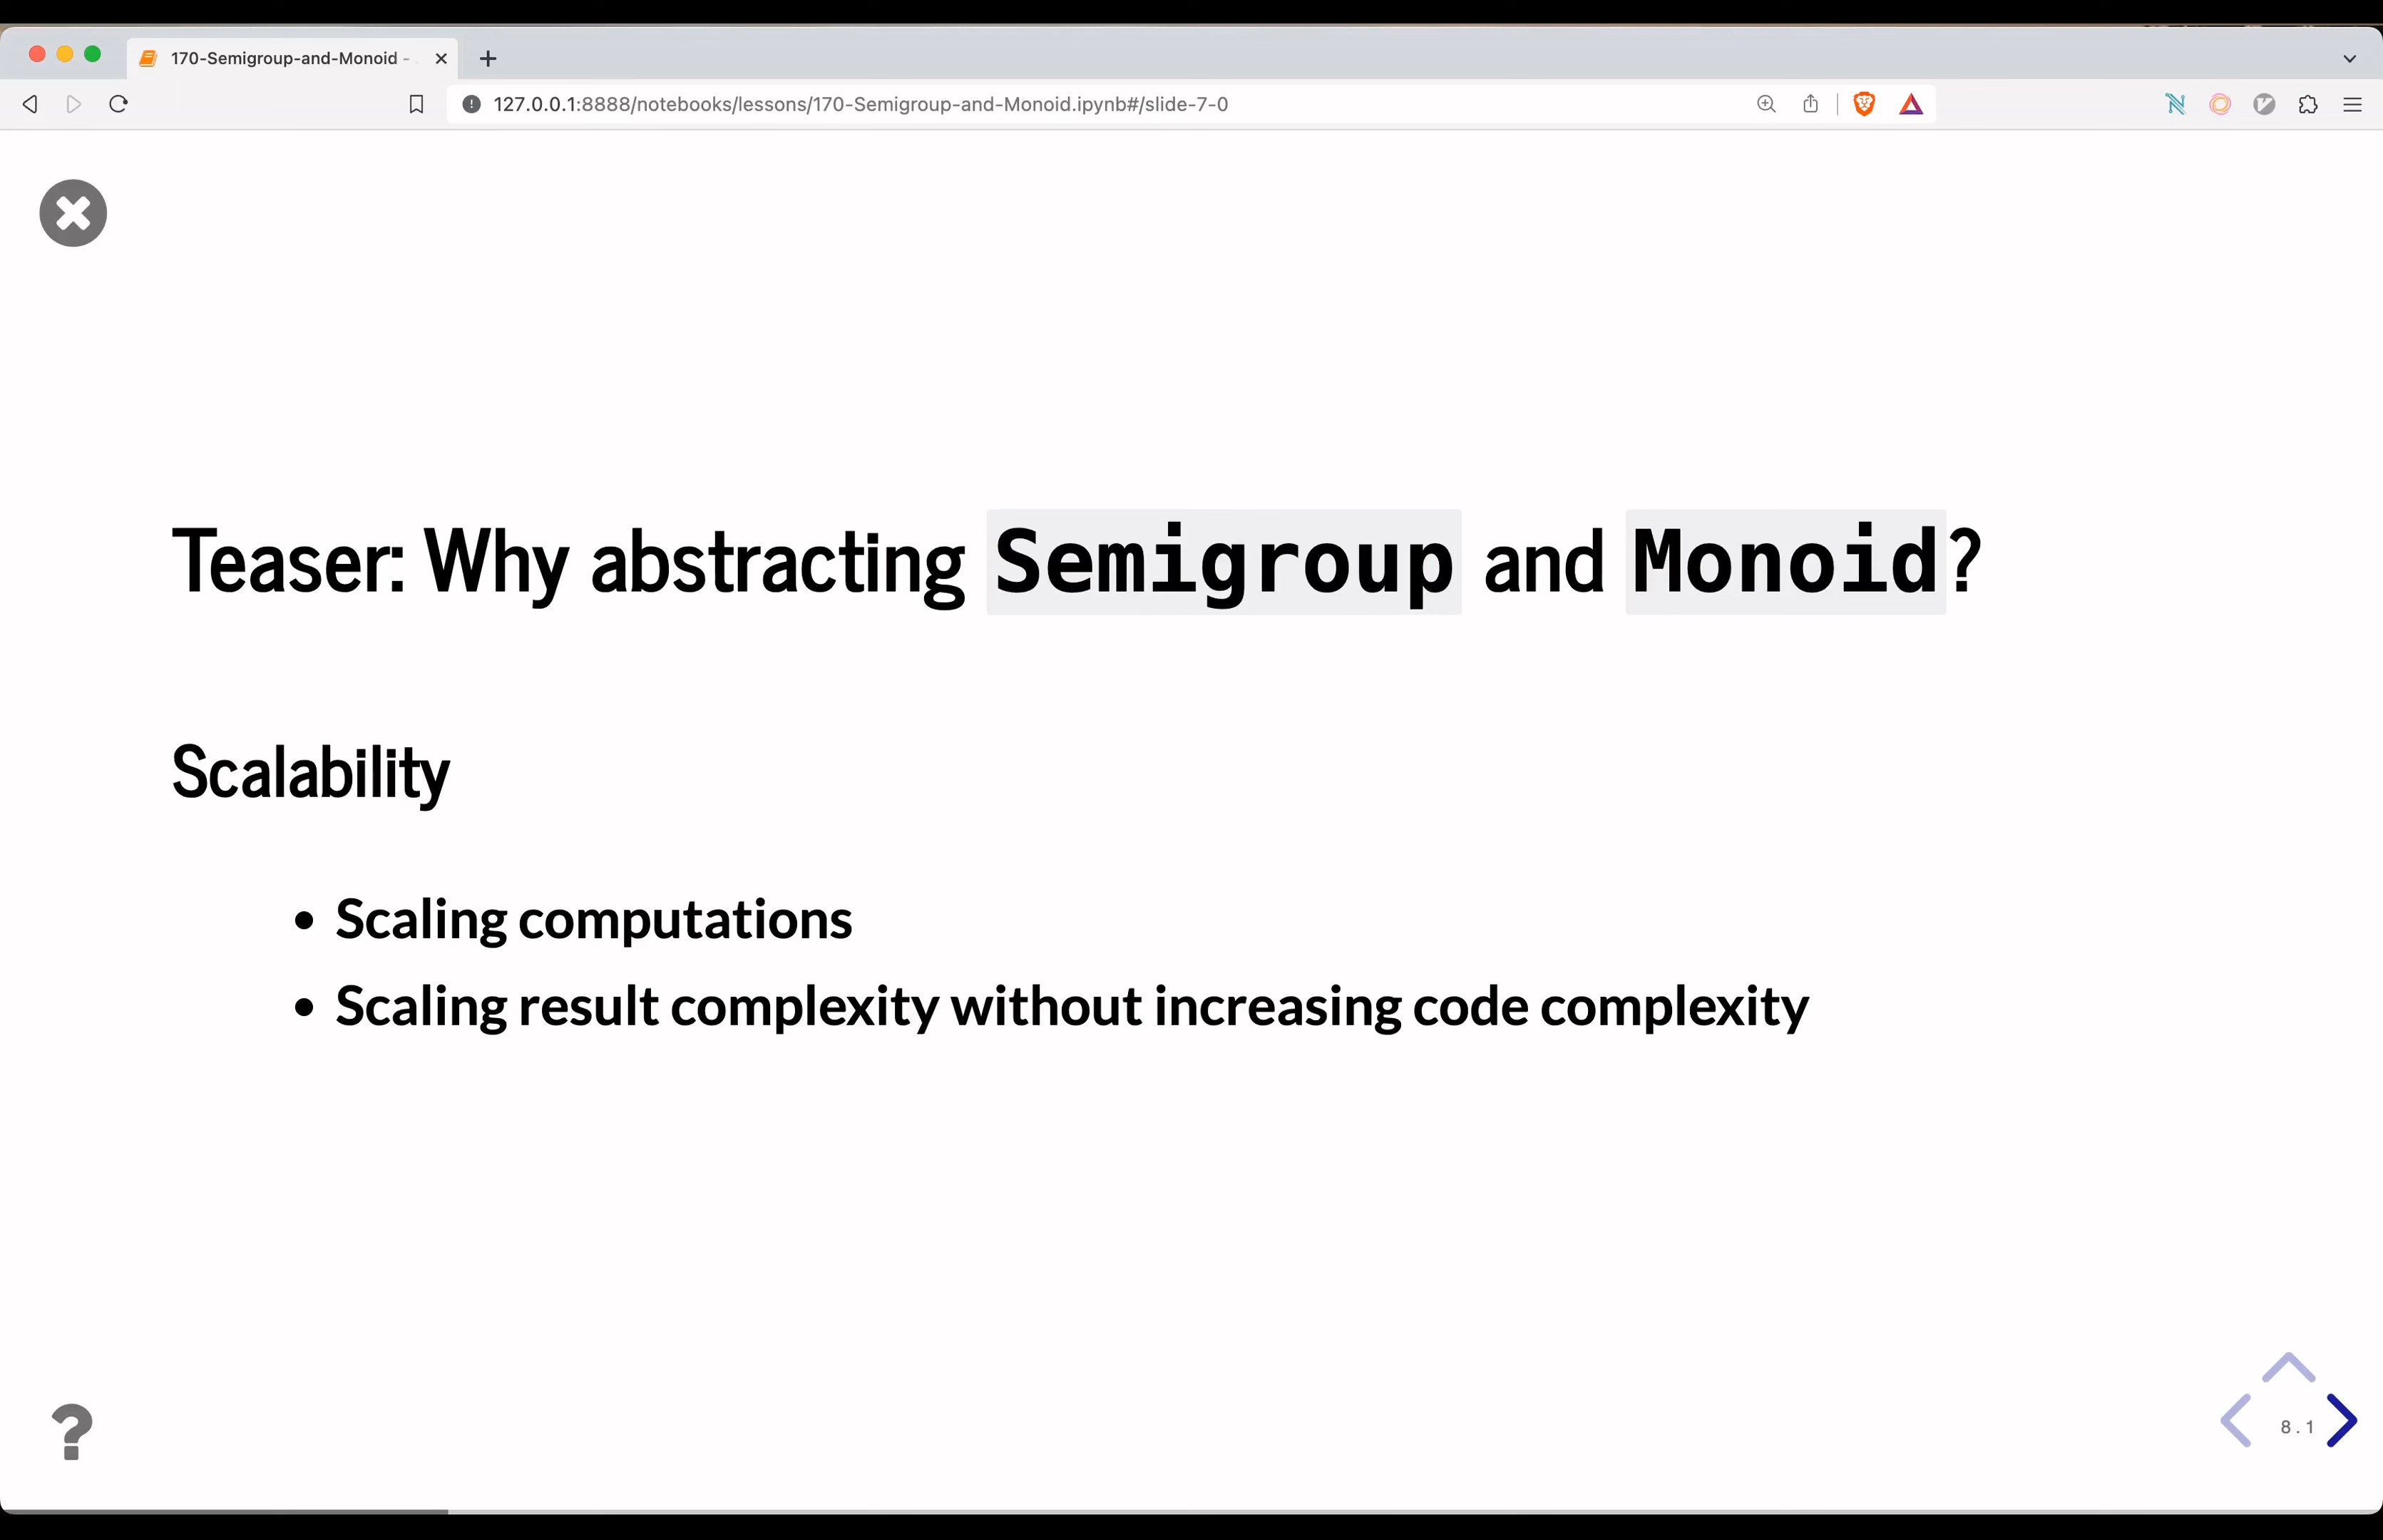 170-Semigroup-and-Monoid -
127.0.0.1:8888/notebooks/lessons/170-Semigroup-and-Monoid.ipynb#/slide-7-0
Teaser: Why abstracting Semigroup and Monoid?
Scalability
• Scaling computations
• Scaling result complexity without increasing code complexity
?
8.1